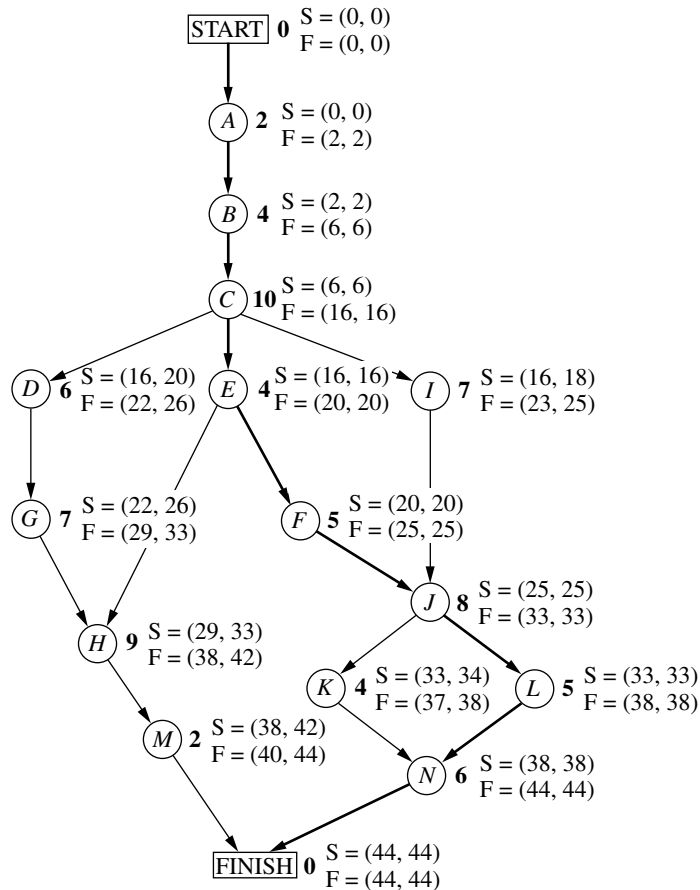 START 0 S = (0, 0)
F = (0, 0)
A 2 S = (0, 0)
F = (2, 2)
B 4 S = (2, 2)
F = (6, 6)
C 10 S = (6, 6)
F = (16, 16)
D 6 S = (16, 20)
F = (22, 26)
E 4 S = (16, 16)
F = (20, 20)
I 7 S = (16, 18)
F = (23, 25)
G 7 S = (22, 26)
F = (29, 33)
F 5 S = (20, 20)
F = (25, 25)
J 8 S = (25, 25)
F = (33, 33)
H 9 S = (29, 33)
F = (38, 42)
K 4 S = (33, 34)
F = (37, 38)
L 5 S = (33, 33)
F = (38, 38)
M 2 S = (38, 42)
F = (40, 44)
N 6 S = (38, 38)
F = (44, 44)
FINISH 0 S = (44, 44)
F = (44, 44)